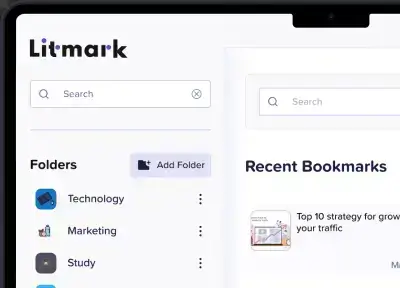 Litmark
Search
Folders
Add Folder
Technology
Marketing
Study
Search
Recent Bookmarks
Top 10 strategy for grow
your traffic